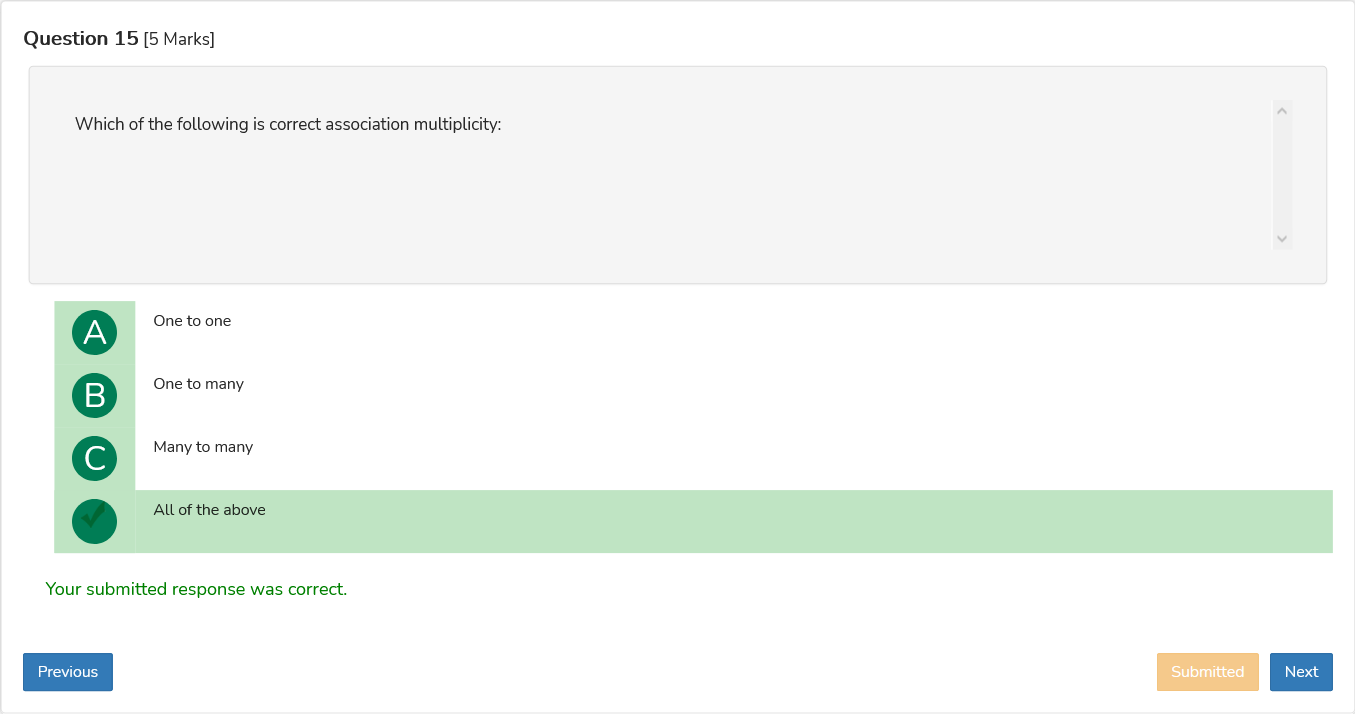 Question 15 [5 Marks]
Which of the following is correct association multiplicity:
A One to one
B One to many
C Many to many
All of the above
Your submitted response was correct.
Previous
Submitted
Next